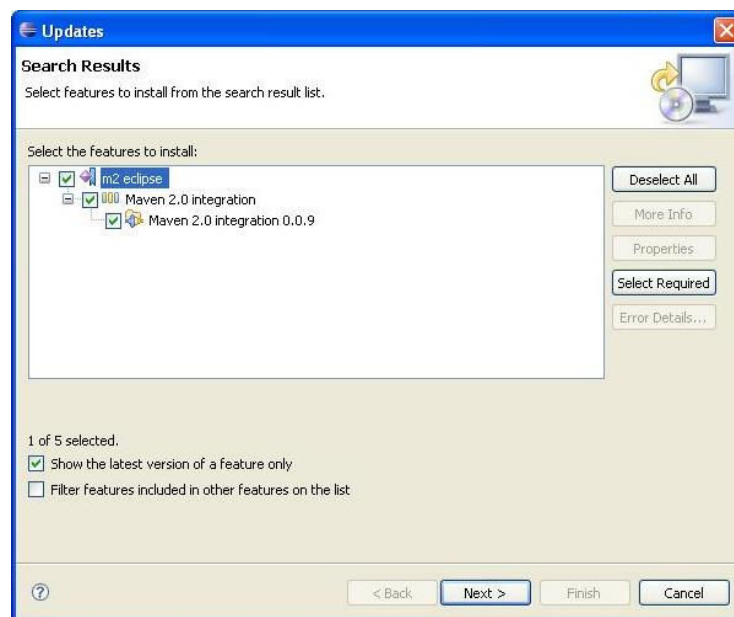 Updates
Search Results
Select features to install from the search result list.
Select the features to install:
m2 eclipse
Maven 2.0 integration
Maven 2.0 integration 0.0.9
Deselect All
More Info
Properties
Select Required
Error Details...
1 of 5 selected.
Show the latest version of a feature only
Filter features included in other features on the list
?
< Back
Next >
Finish
Cancel